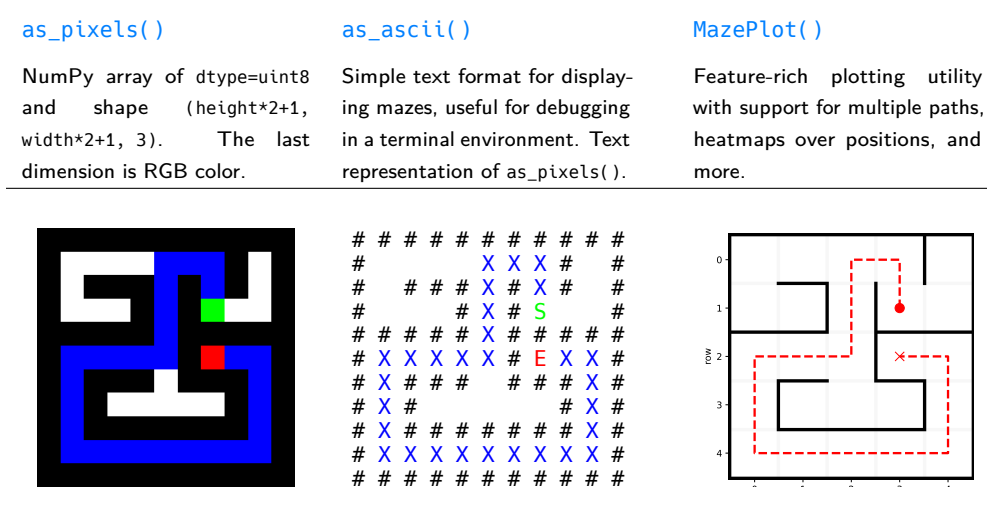 as_pixels()
NumPy array of dtype=uint8
and shape (height*2+1,
width*2+1, 3). The last
dimension is RGB color.
as_ascii()
Simple text format for display-
ing mazes, useful for debugging
in a terminal environment. Text
representation of as_pixels().
MazePlot()
Feature-rich plotting utility
with support for multiple paths,
heatmaps over positions, and
more.
# # # # # # # # # # #
#         X X X #   #
#   # # # X # X #   #
#       # X # S     #
# # # # # X # # # # #
# X X X X X # E X X #
# X # # #   # # # X #
# X #           # X #
# X # # # # # # # X #
# X X X X X X X X X #
# # # # # # # # # # #
0
1
row
2
3
4